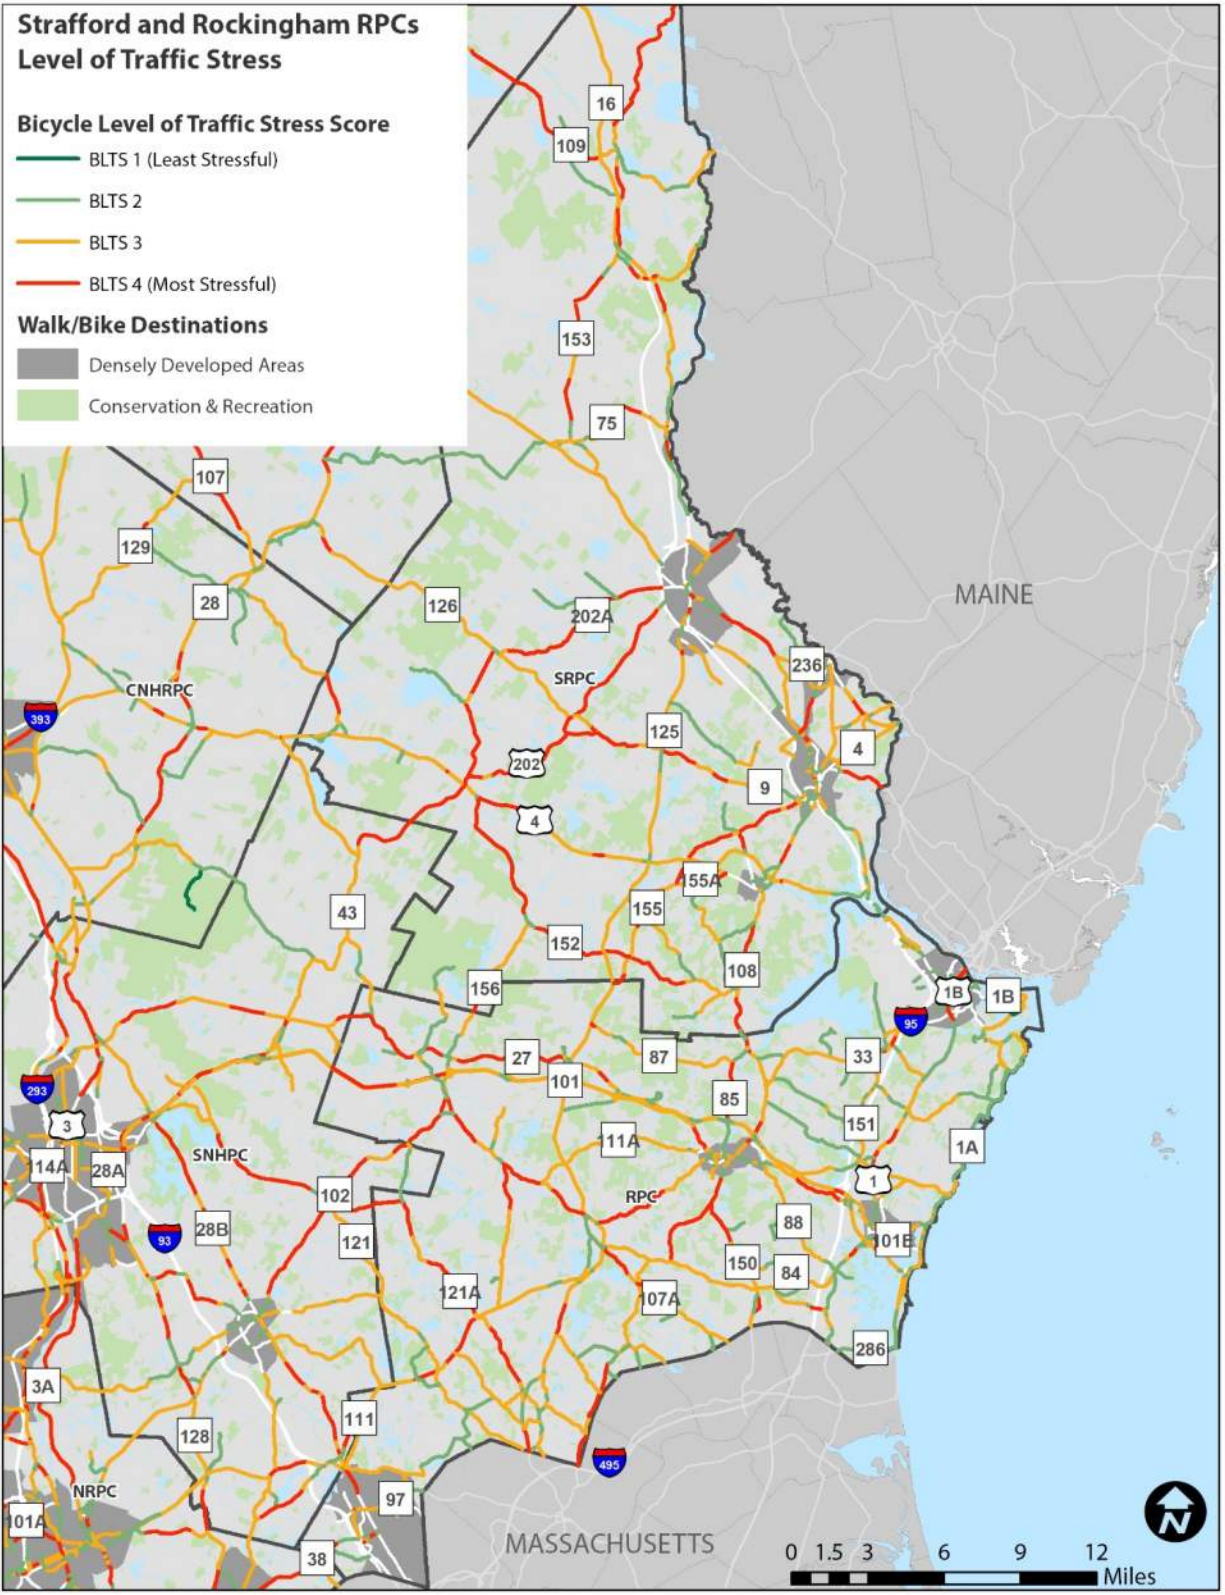 Strafford and Rockingham RPCs
Level of Traffic Stress
Bicycle Level of Traffic Stress Score
BLTS 1 (Least Stressful)
BLTS 2
BLTS 3
BLTS 4 (Most Stressful)
Walk/Bike Destinations
Densely Developed Areas
Conservation & Recreation
16
109
153
75
107
129
28
126
202A
MAINE
236
SRPC
CNHRPC
393
125
4
202
9
4
155A
43
155
152
108
156
1B
1B
95
27
87
33
101
293
85
3
151
111A
1A
SNHPC
114A
28A
1
102
RPC
88
28B
93
121
101E
150
84
121A
107A
286
3A
111
128
495
NRPC
97
101A
N
MASSACHUSETTS
38
0 1.5 3 6 9 12
Miles